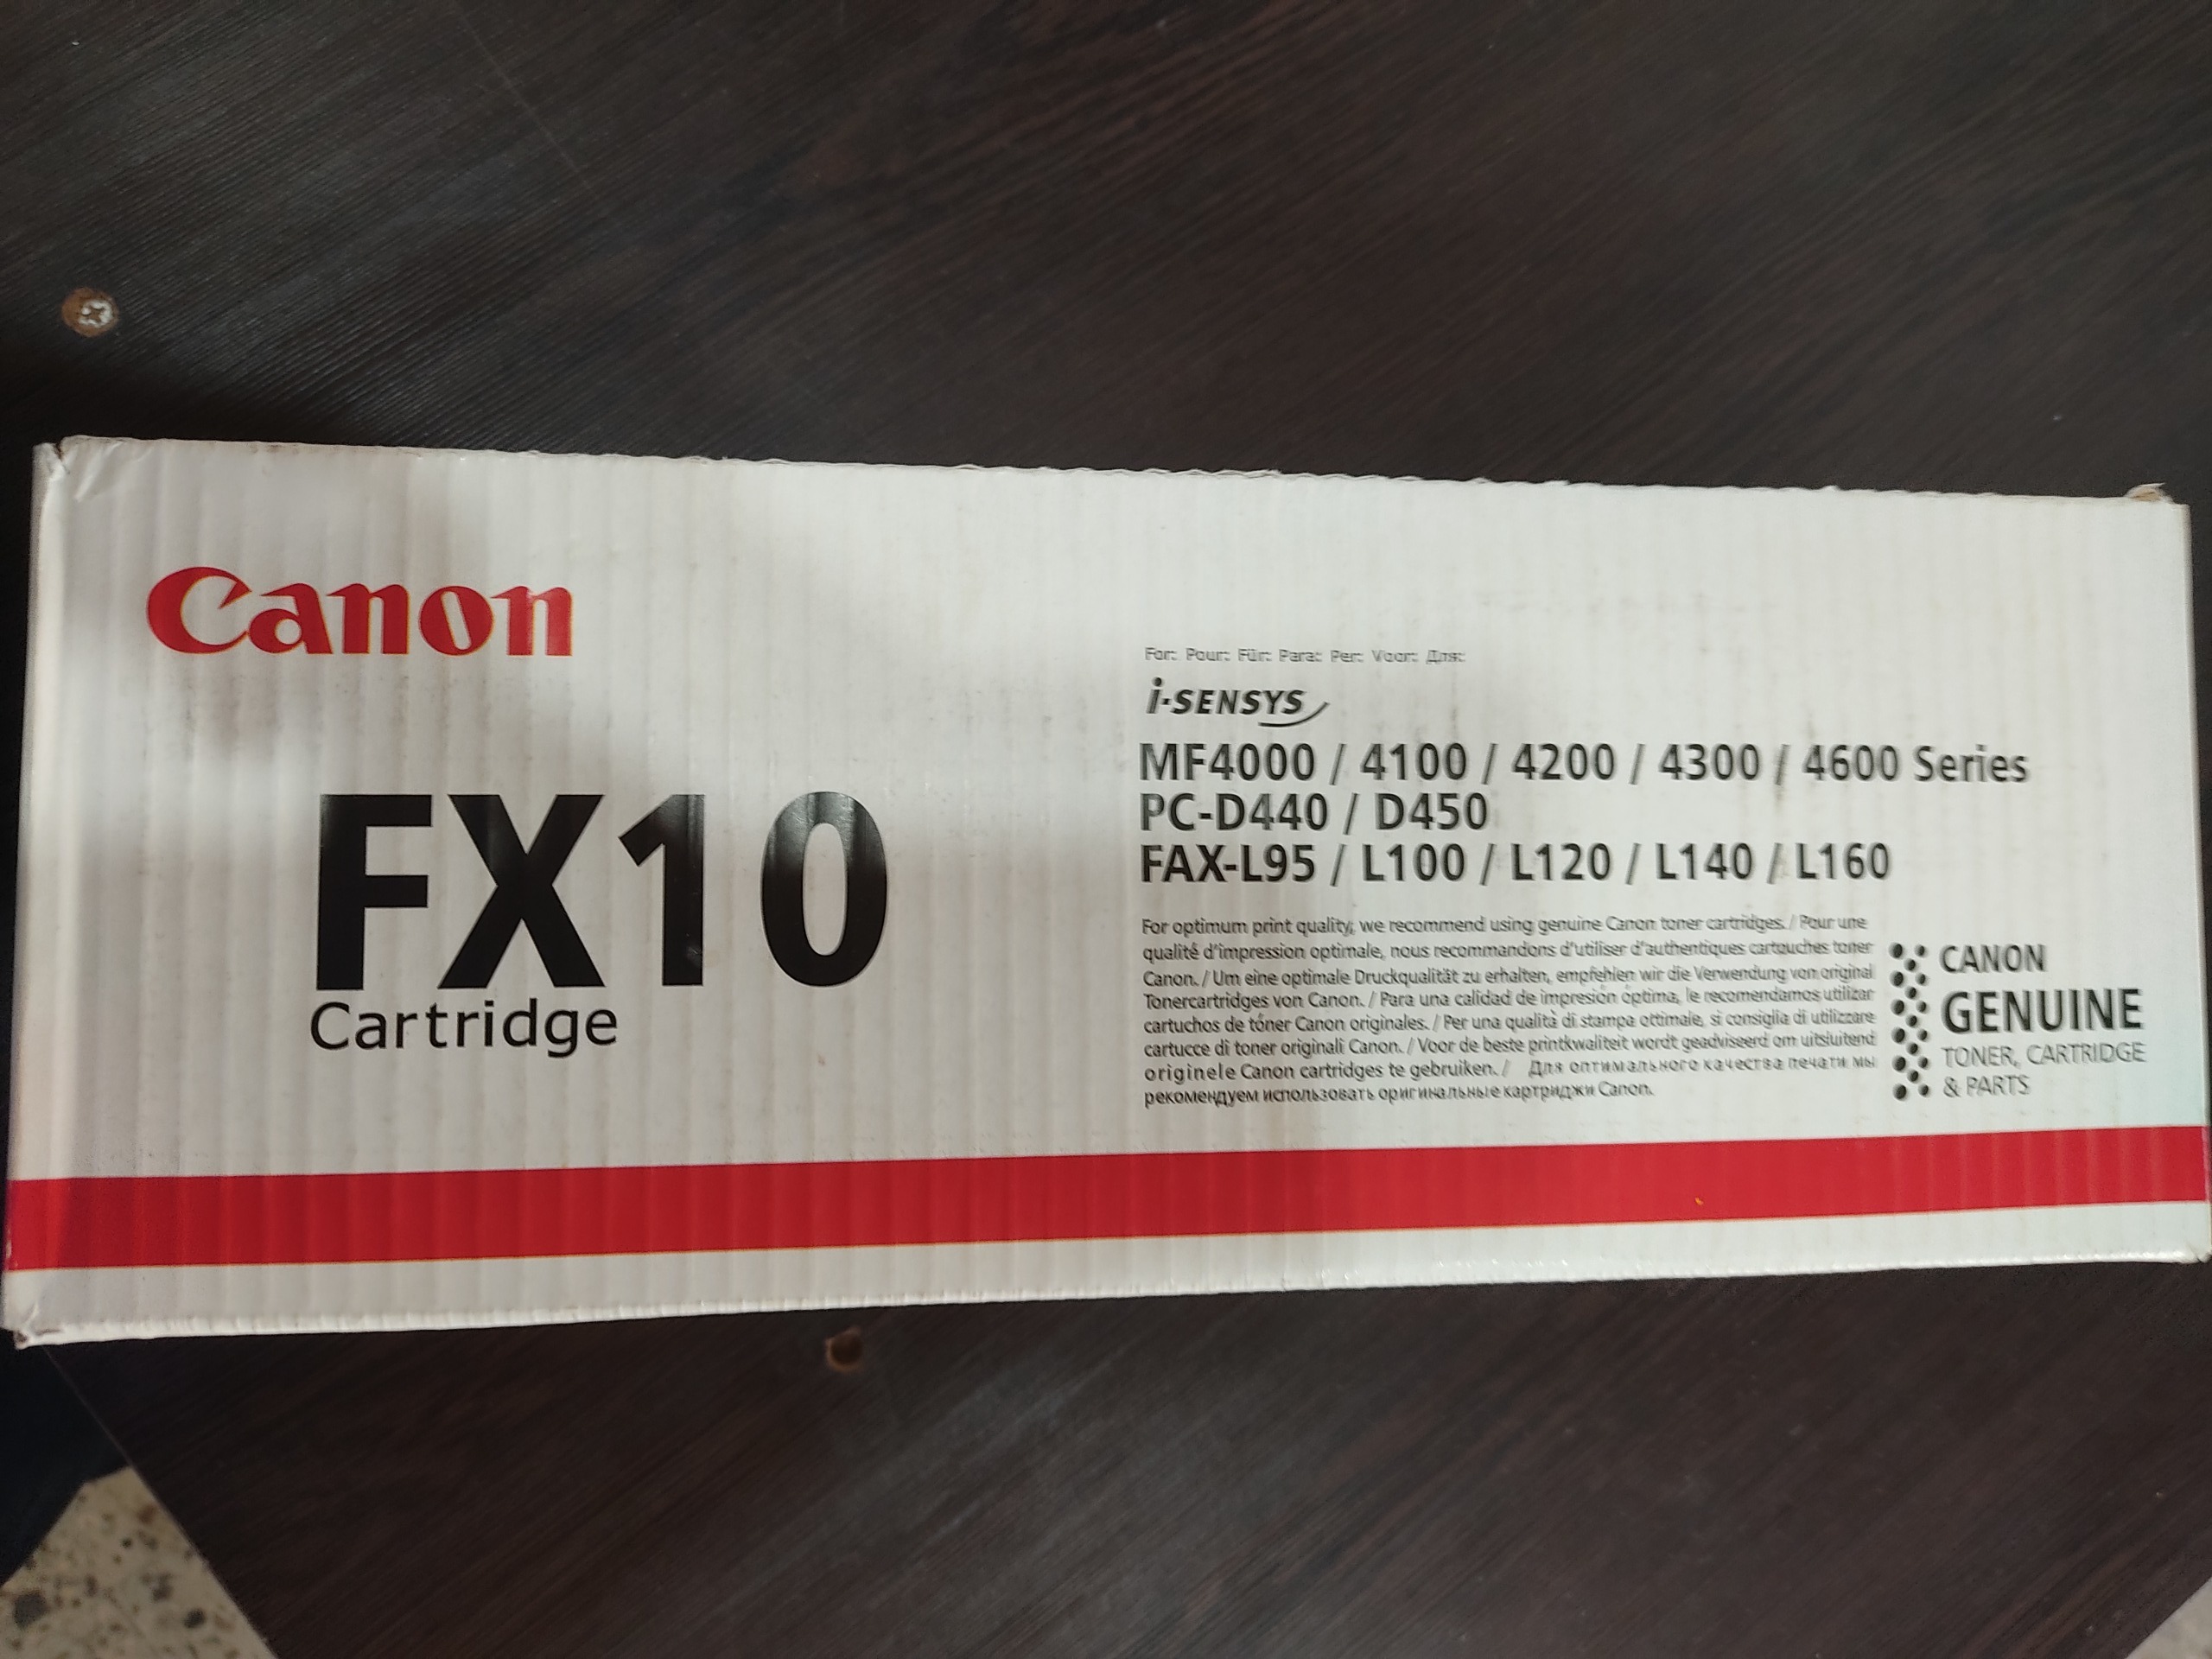 Canon
FX10
Cartridge
For: Pour: Für: Para: Per: Voor: Для:
i-SENSYS
MF4000 / 4100 / 4200 / 4300 / 4600 Series
PC-D440 / D450
FAX-L95 / L100 / L120 / L140 / L160
For optimum print quality, we recommend using genuine Canon toner cartridges. / Pour une
qualité d'impression optimale, nous recommandons d'utiliser d'authentiques cartouches toner
Canon. / Um eine optimale Druckqualität zu erhalten, empfehlen wir die Verwendung von original
Tonercartridges von Canon. / Para una calidad de impresión óptima, le recomendamos utilizar
cartuchos de tóner Canon originales. / Per una qualità di stampa ottimale, si consiglia di utilizzare
cartucce di toner originali Canon. / Voor de beste printkwaliteit wordt geadviseerd om uitsluitend
originele Canon cartridges te gebruiken. / Для оптимального качества печати мы
рекомендуем использовать оригинальные картриджи Canon.
CANON
GENUINE
TONER, CARTRIDGE
& PARTS